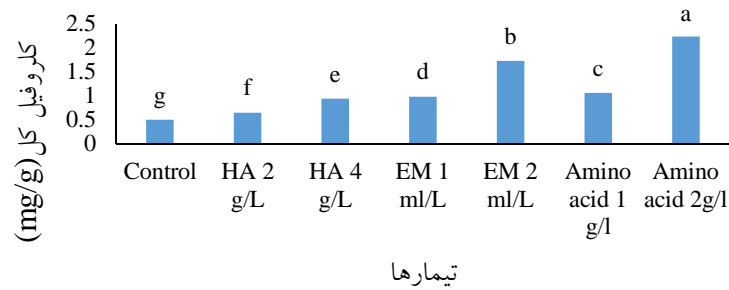 کلروفیل کل (mg/g)
2.5
2
1.5
1
0.5
0
g
f
e
d
b
c
a
Control
HA 2
g/L
HA 4
g/L
EM 1
ml/L
EM 2
ml/L
Amino
acid 1
g/l
Amino
acid 2g/l
تیمارها